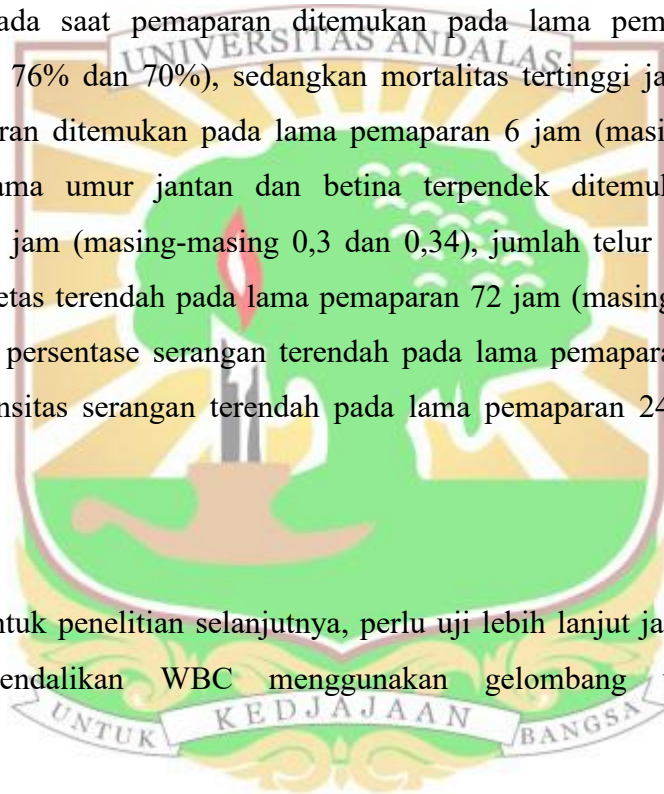 ada saat pemaparan ditemukan pada lama pem
UNIVERSITAS ANDALAS
76% dan 70%), sedangkan mortalitas tertinggi ja
ran ditemukan pada lama pemaparan 6 jam (masi
ama umur jantan dan betina terpendek ditemul
jam (masing-masing 0,3 dan 0,34), jumlah telur
etas terendah pada lama pemaparan 72 jam (masing
persentase serangan terendah pada lama pemapara
nsitas serangan terendah pada lama pemaparan 24
ntuk penelitian selanjutnya, perlu uji lebih lanjut ja
endalikan WBC menggunakan gelombang
UNTUK KEDJAJAAN BANGSA